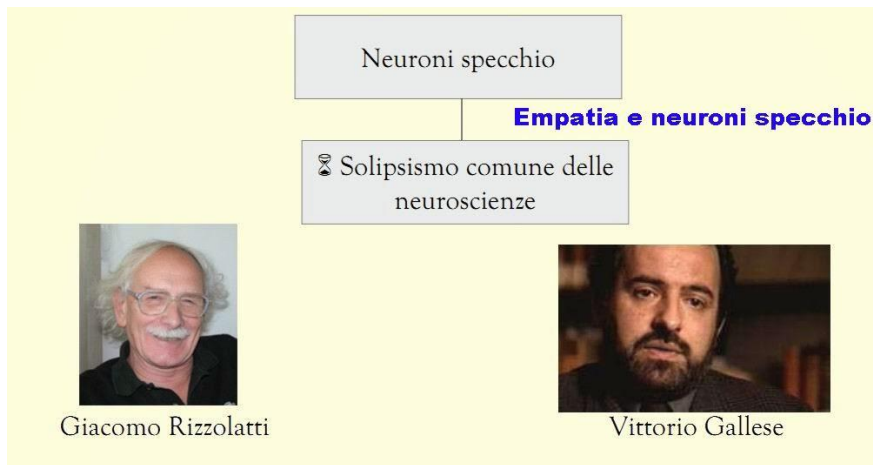 Neuroni specchio
Empatia e neuroni specchio
⌛ Solipsismo comune delle
neuroscienze
Giacomo Rizzolatti
Vittorio Gallese